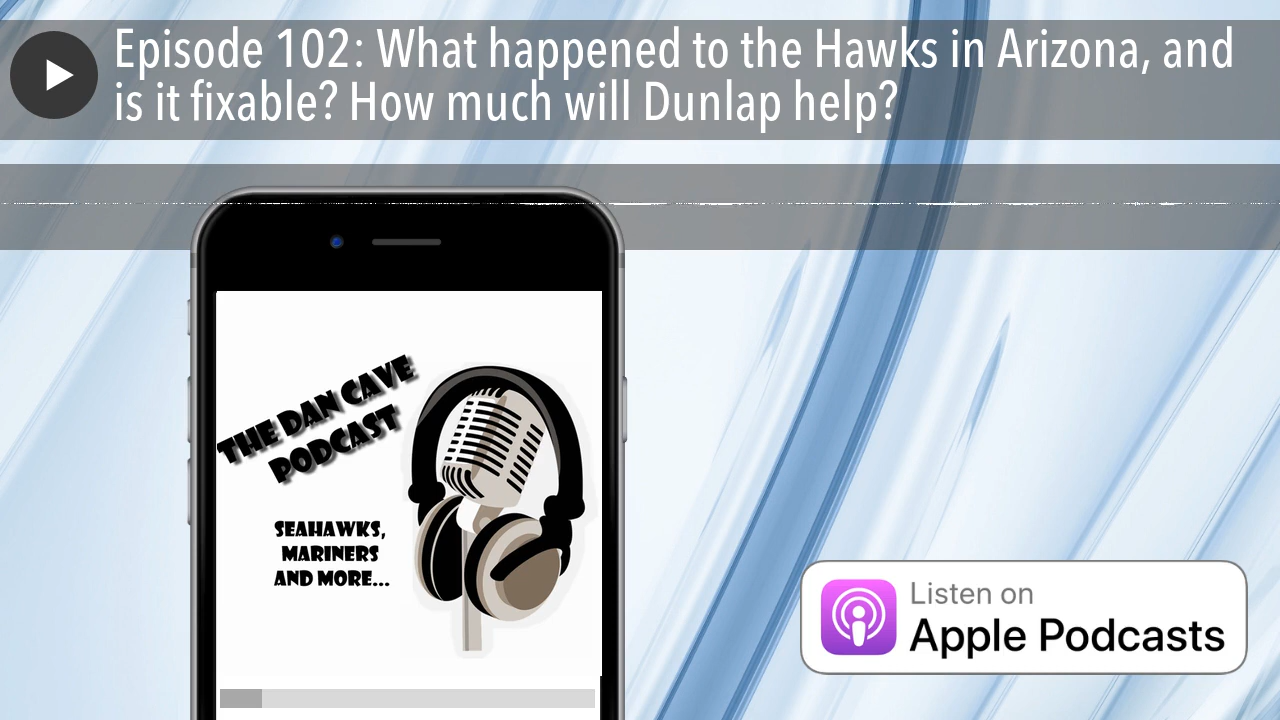 Episode 102: What happened to the Hawks in Arizona, and
is it fixable? How much will Dunlap help?
THE DAN CAVE
PODCAST
SEAHAWKS,
MARINERS
AND MORE...
Listen on
Apple Podcasts